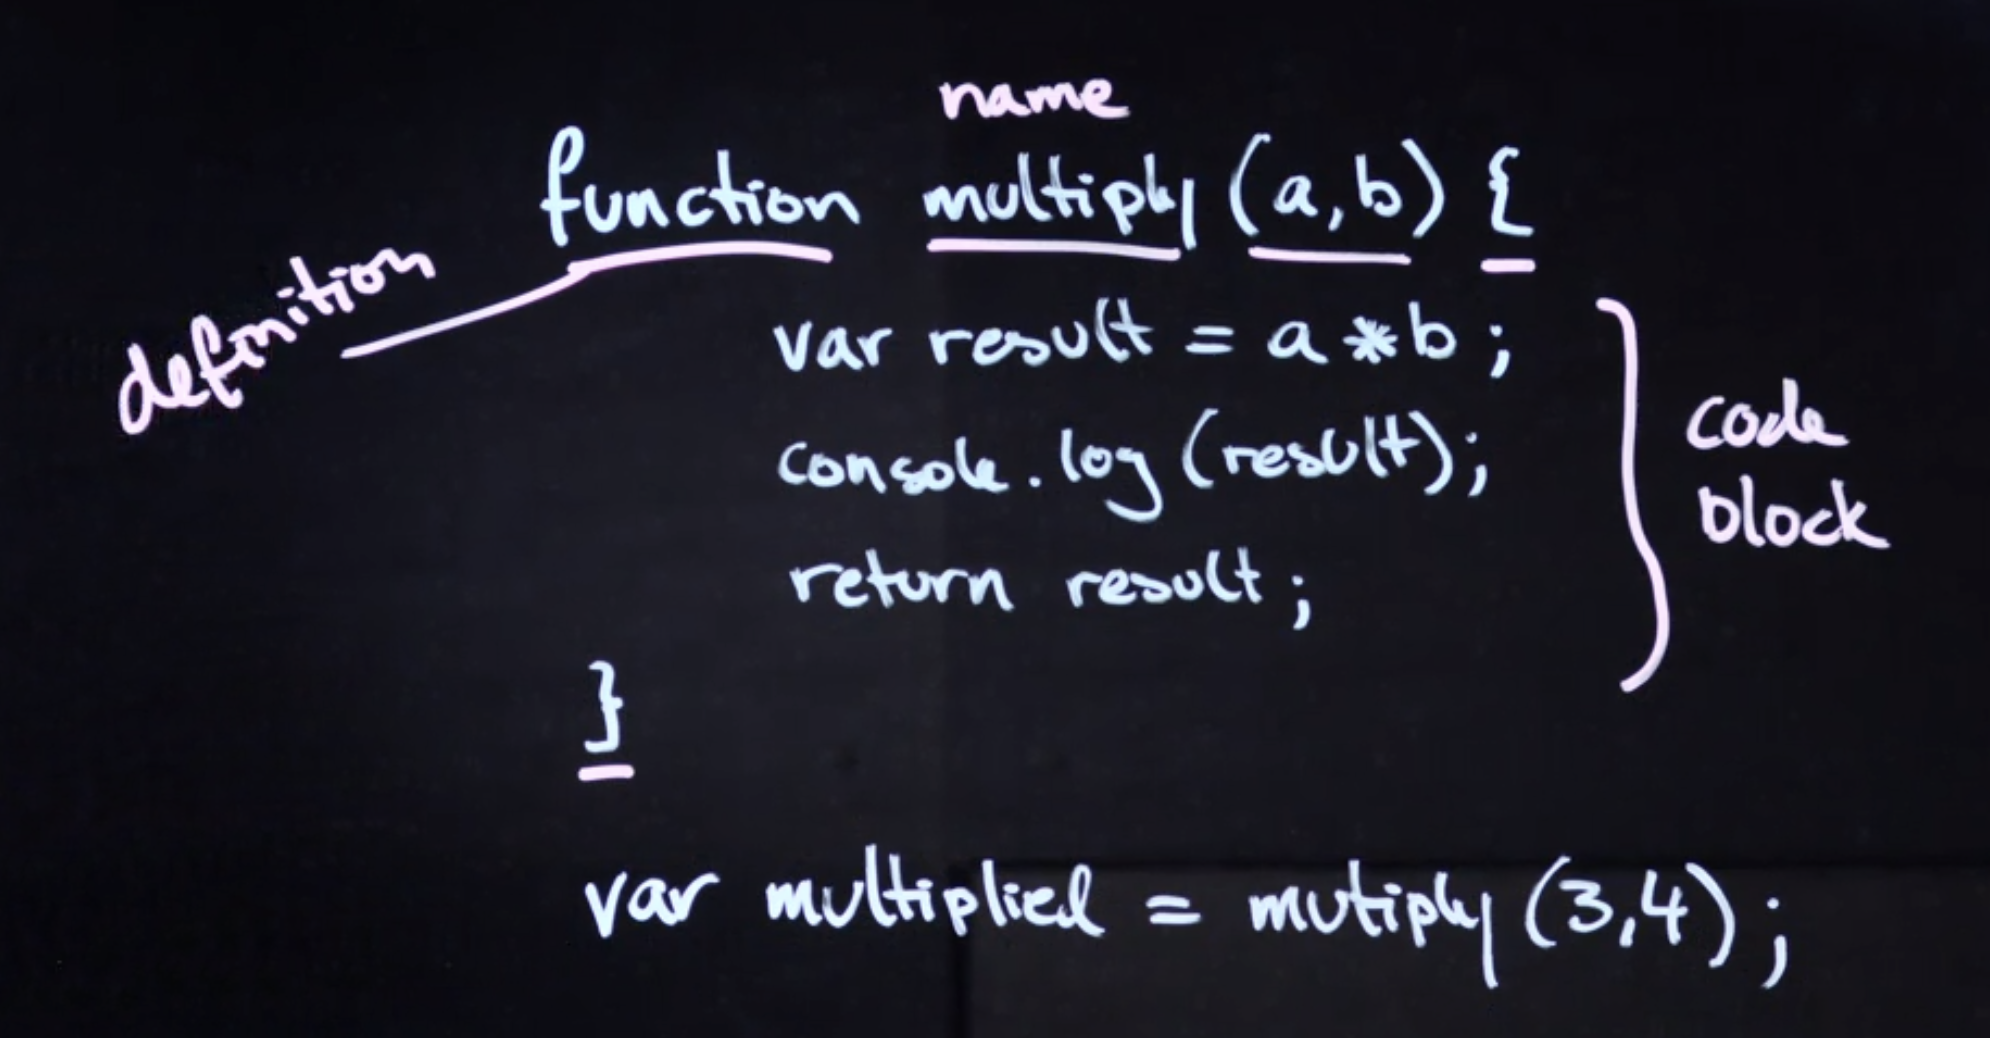 name
function multiply (a,b) {
definition
var result = a * b ;
console.log (result);
code
block
return result ;
}
var multiplied = mutiply (3,4) ;